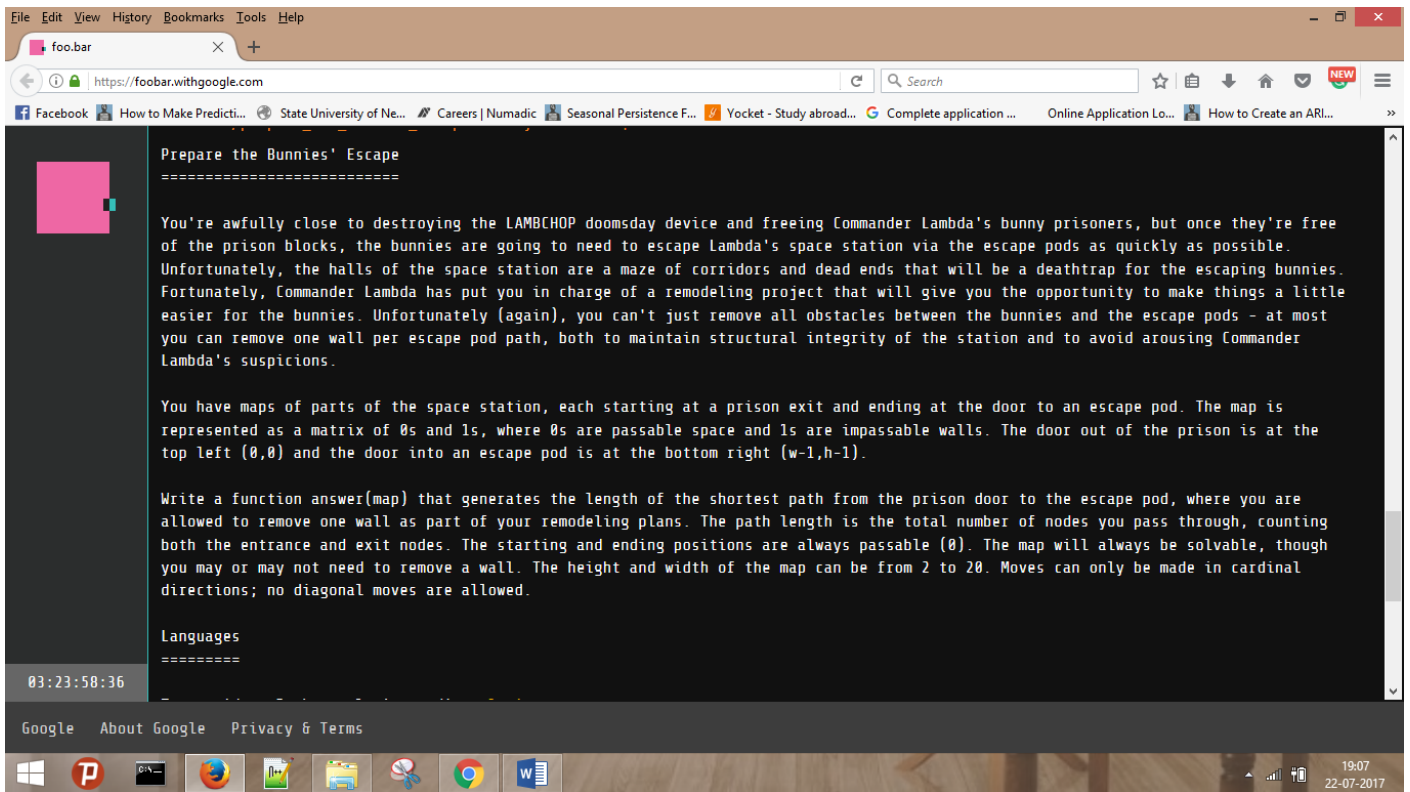 File Edit View History Bookmarks Tools Help
foo.bar
https://foobar.withgoogle.com
Search
NEW
Facebook How to Make Predicti... State University of Ne... Careers | Numadic Seasonal Persistence F... Yocket - Study abroad... Complete application ... Online Application Lo... How to Create an ARI... »
Prepare the Bunnies' Escape
===========================
You're awfully close to destroying the LAMBCHOP doomsday device and freeing Commander Lambda's bunny prisoners, but once they're free
of the prison blocks, the bunnies are going to need to escape Lambda's space station via the escape pods as quickly as possible.
Unfortunately, the halls of the space station are a maze of corridors and dead ends that will be a deathtrap for the escaping bunnies.
Fortunately, Commander Lambda has put you in charge of a remodeling project that will give you the opportunity to make things a little
easier for the bunnies. Unfortunately (again), you can't just remove all obstacles between the bunnies and the escape pods - at most
you can remove one wall per escape pod path, both to maintain structural integrity of the station and to avoid arousing Commander
Lambda's suspicions.
You have maps of parts of the space station, each starting at a prison exit and ending at the door to an escape pod. The map is
represented as a matrix of 0s and 1s, where 0s are passable space and 1s are impassable walls. The door out of the prison is at the
top left (0,0) and the door into an escape pod is at the bottom right (w-1,h-1).
Write a function answer(map) that generates the length of the shortest path from the prison door to the escape pod, where you are
allowed to remove one wall as part of your remodeling plans. The path length is the total number of nodes you pass through, counting
both the entrance and exit nodes. The starting and ending positions are always passable (0). The map will always be solvable, though
you may or may not need to remove a wall. The height and width of the map can be from 2 to 20. Moves can only be made in cardinal
directions; no diagonal moves are allowed.
Languages
=========
03:23:58:36
Google About Google Privacy & Terms
19:07
22-07-2017